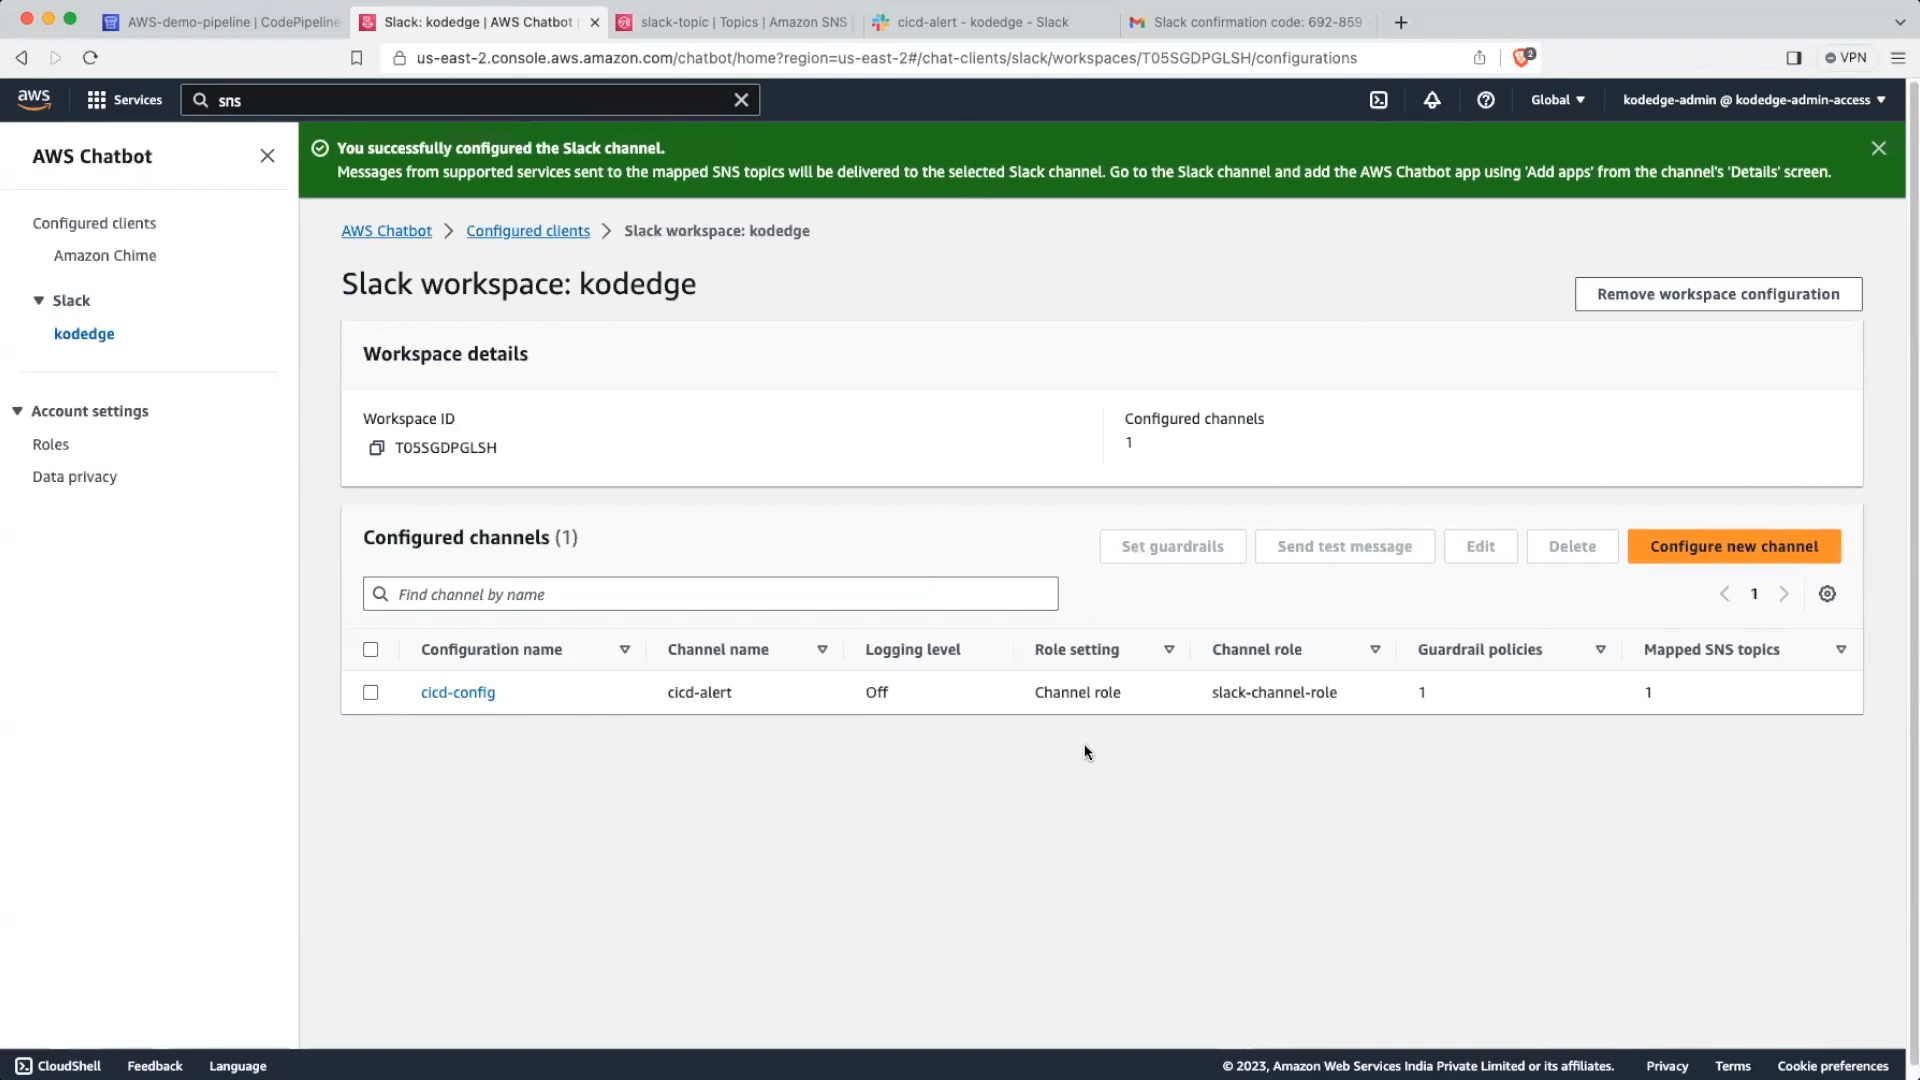 AWS-demo-pipeline | CodePipeline
Slack: kodedge | AWS Chatbot
slack-topic | Topics | Amazon SNS
cicd-alert - kodedge - Slack
Slack confirmation code: 692-859
us-east-2.console.aws.amazon.com/chatbot/home?region=us-east-2#/chat-clients/slack/workspaces/T05SGDPGLSH/configurations
2
VPN
aws
Services
sns
Global
kodedge-admin @ kodedge-admin-access
AWS Chatbot
Configured clients
Amazon Chime
Slack
kodedge
Account settings
Roles
Data privacy
You successfully configured the Slack channel.
Messages from supported services sent to the mapped SNS topics will be delivered to the selected Slack channel. Go to the Slack channel and add the AWS Chatbot app using 'Add apps' from the channel's 'Details' screen.
AWS Chatbot > Configured clients > Slack workspace: kodedge
Slack workspace: kodedge
Remove workspace configuration
Workspace details
Workspace ID
T05SGDPGLSH
Configured channels
1
Configured channels (1)
Set guardrails
Send test message
Edit
Delete
Configure new channel
Find channel by name
1
Configuration name Channel name Logging level Role setting Channel role Guardrail policies Mapped SNS topics
cicd-config cicd-alert Off Channel role slack-channel-role 1 1
CloudShell
Feedback
Language
© 2023, Amazon Web Services India Private Limited or its affiliates.
Privacy
Terms
Cookie preferences